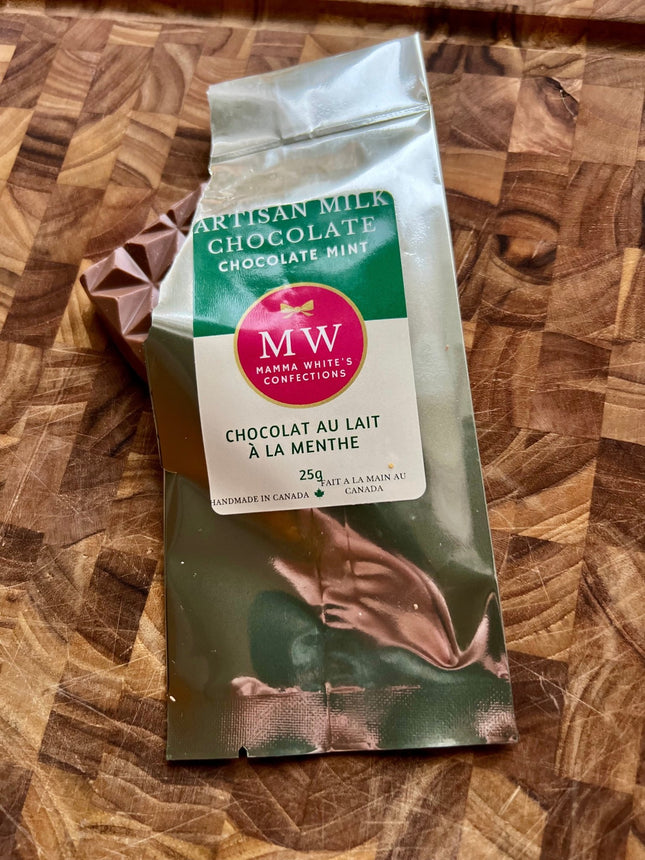 ARTISAN MILK
CHOCOLATE
CHOCOLATE MINT
MW
MAMMA WHITE'S
CONFECTIONS
CHOCOLAT AU LAIT
À LA MENTHE
25g
HANDMADE IN CANADA
FAIT A LA MAIN AU
CANADA